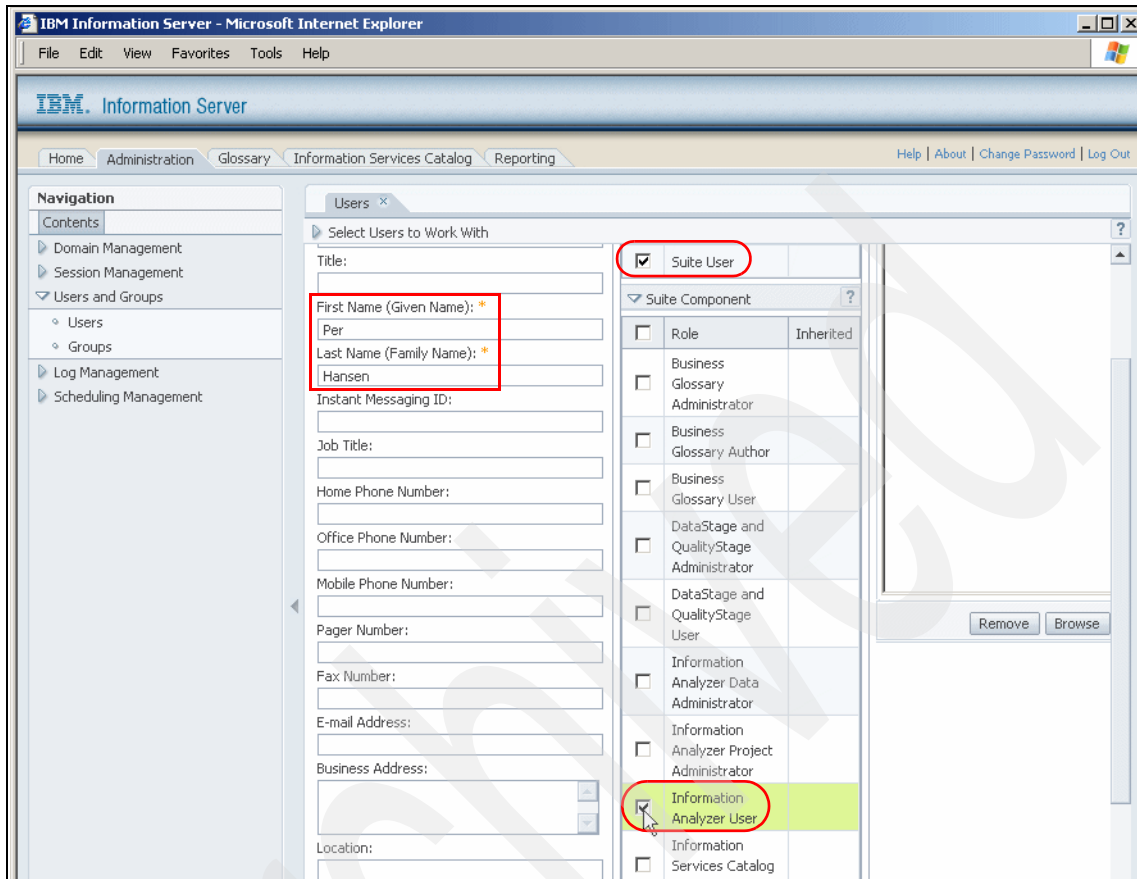 IBM Information Server - Microsoft Internet Explorer
File Edit View Favorites Tools Help
IBM. Information Server
Home Administration Glossary Information Services Catalog Reporting
Help | About | Change Password | Log Out
Navigation
Contents
Domain Management
Session Management
Users and Groups
Users
Groups
Log Management
Scheduling Management
Users ×
Select Users to Work With
?
Title:
First Name (Given Name): *
Per
Last Name (Family Name): *
Hansen
Instant Messaging ID:
Job Title:
Home Phone Number:
Office Phone Number:
Mobile Phone Number:
Pager Number:
Fax Number:
E-mail Address:
Business Address:
Location:
Suite User
Suite Component ?
Role Inherited
Business
Glossary
Administrator
Business
Glossary Author
Business
Glossary User
DataStage and
QualityStage
Administrator
DataStage and
QualityStage
User
Information
Analyzer Data
Administrator
Information
Analyzer Project
Administrator
Information
Analyzer User
Information
Services Catalog
Remove Browse